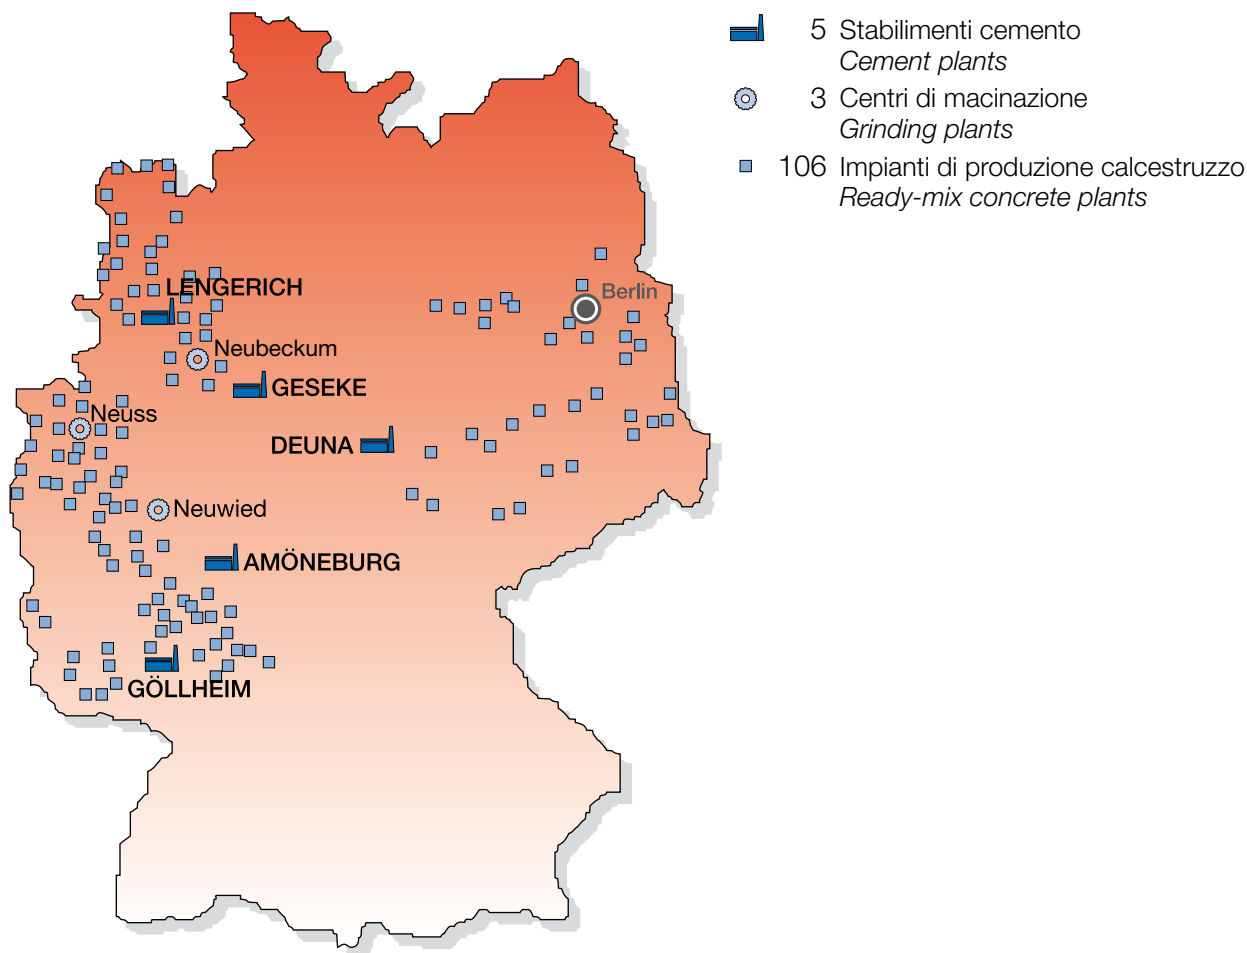 5 Stabilimenti cemento
Cement plants
3 Centri di macinazione
Grinding plants
106 Impianti di produzione calcestruzzo
Ready-mix concrete plants
LENGERICH
Berlin
Neubeckum
GESEKE
Neuss
DEUNA
Neuwied
AMÖNEBURG
GÖLLHEIM